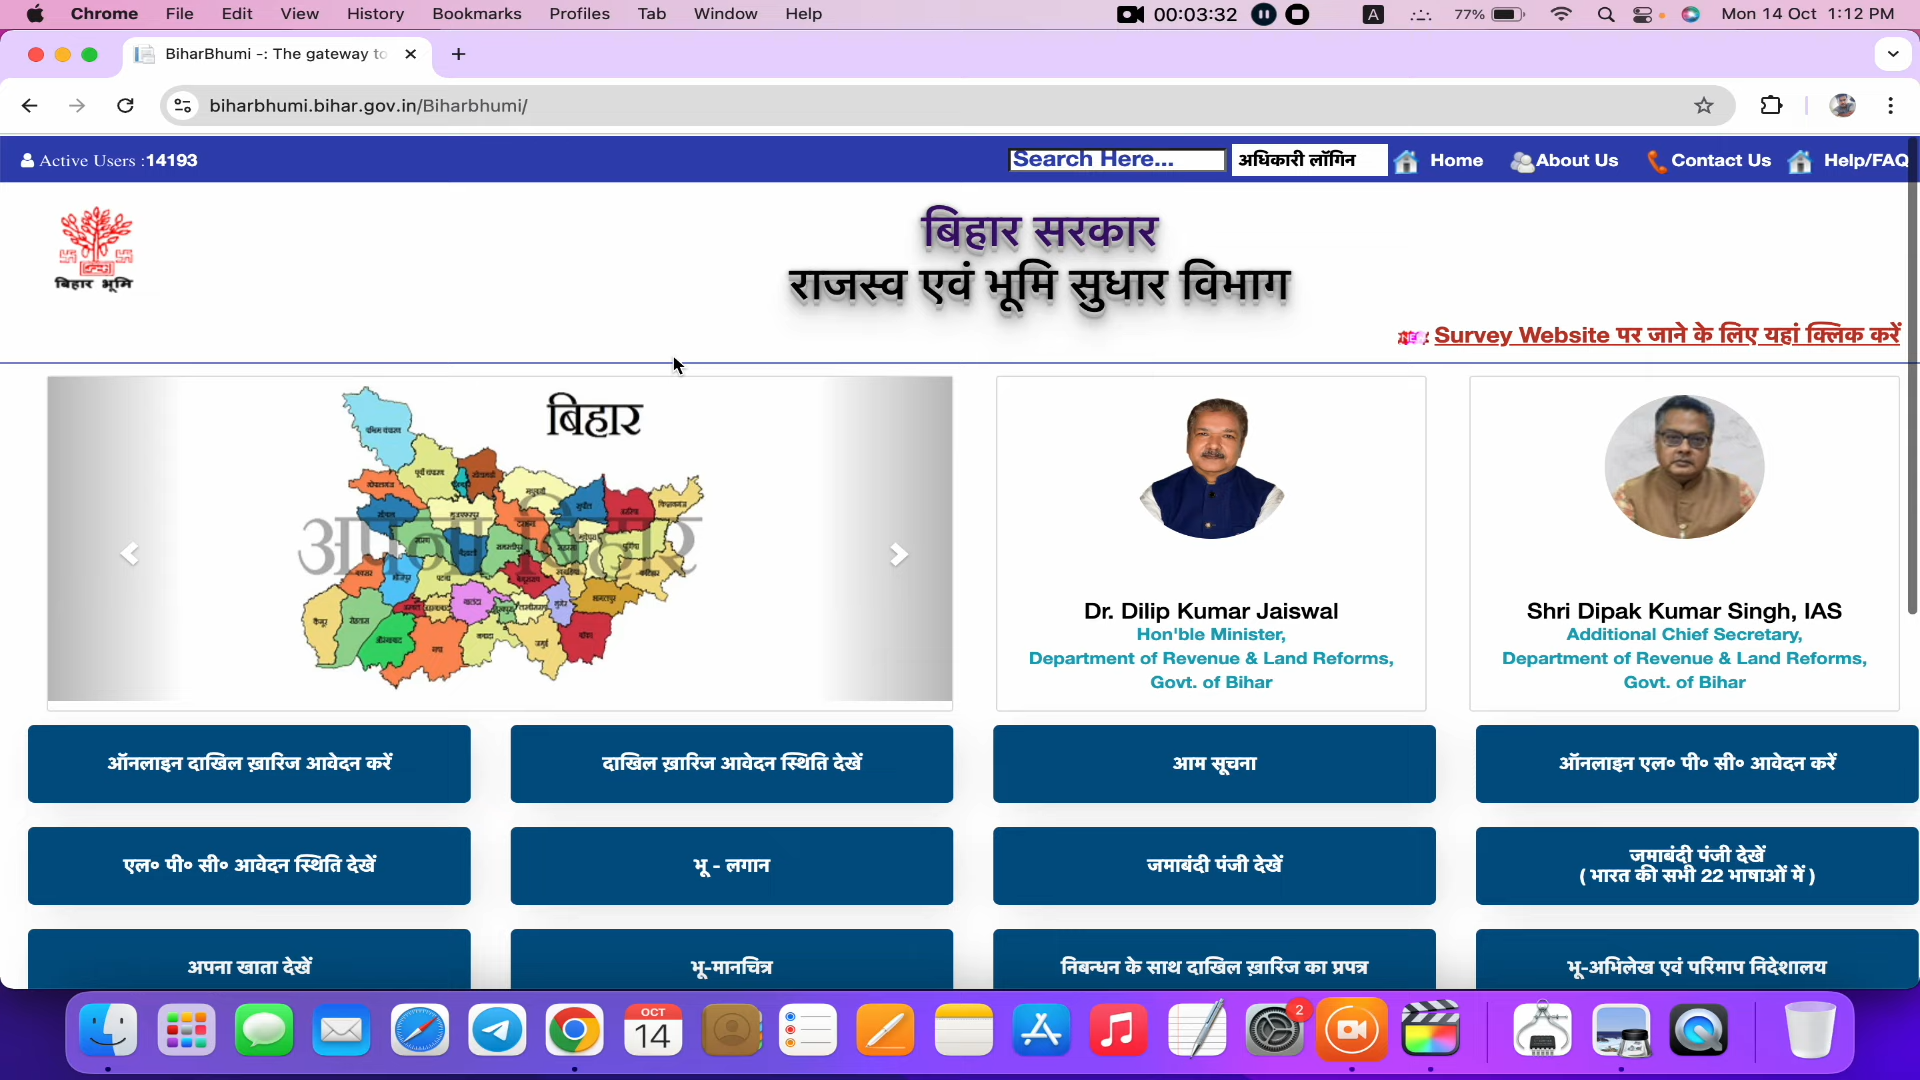 Chrome File Edit View History Bookmarks Profiles Tab Window Help 00:03:32 A 77% Mon 14 Oct 1:12 PM
BiharBhumi -: The gateway to
biharbhumi.bihar.gov.in/Biharbhumi/
Active Users :14193 Search Here... अधिकारी लॉगिन Home About Us Contact Us Help/FAQ
बिहार भूमि
बिहार सरकार
राजस्व एवं भूमि सुधार विभाग
Survey Website पर जाने के लिए यहां क्लिक करें
बिहार
अपना बिहार
Dr. Dilip Kumar Jaiswal
Hon'ble Minister,
Department of Revenue & Land Reforms,
Govt. of Bihar
Shri Dipak Kumar Singh, IAS
Additional Chief Secretary,
Department of Revenue & Land Reforms,
Govt. of Bihar
ऑनलाइन दाखिल ख़ारिज आवेदन करें
दाखिल ख़ारिज आवेदन स्थिति देखें
आम सूचना
ऑनलाइन एल० पी० सी० आवेदन करें
एल० पी० सी० आवेदन स्थिति देखें
भू - लगान
जमाबंदी पंजी देखें
जमाबंदी पंजी देखें
( भारत की सभी 22 भाषाओं में )
अपना खाता देखें
भू-मानचित्र
निबन्धन के साथ दाखिल ख़ारिज का प्रपत्र
भू-अभिलेख एवं परिमाप निदेशालय
OCT
14
2